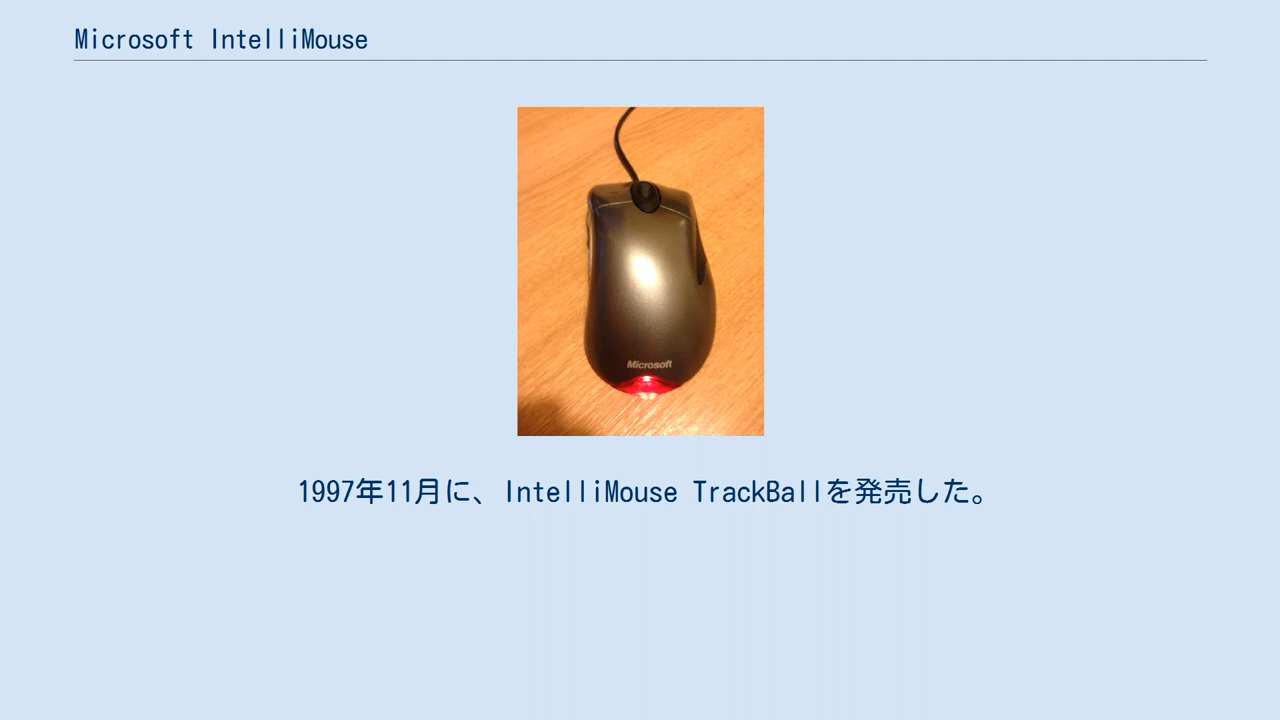 Microsoft IntelliMouse
Microsoft
1997年11月に、IntelliMouse TrackBallを発売した。